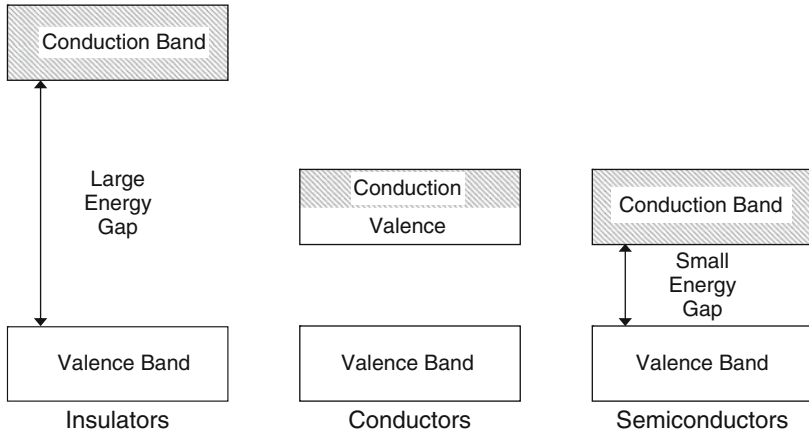 Conduction Band
Large
Energy
Gap
Valence Band
Insulators
Conduction
Valence
Valence Band
Conductors
Conduction Band
Small
Energy
Gap
Valence Band
Semiconductors